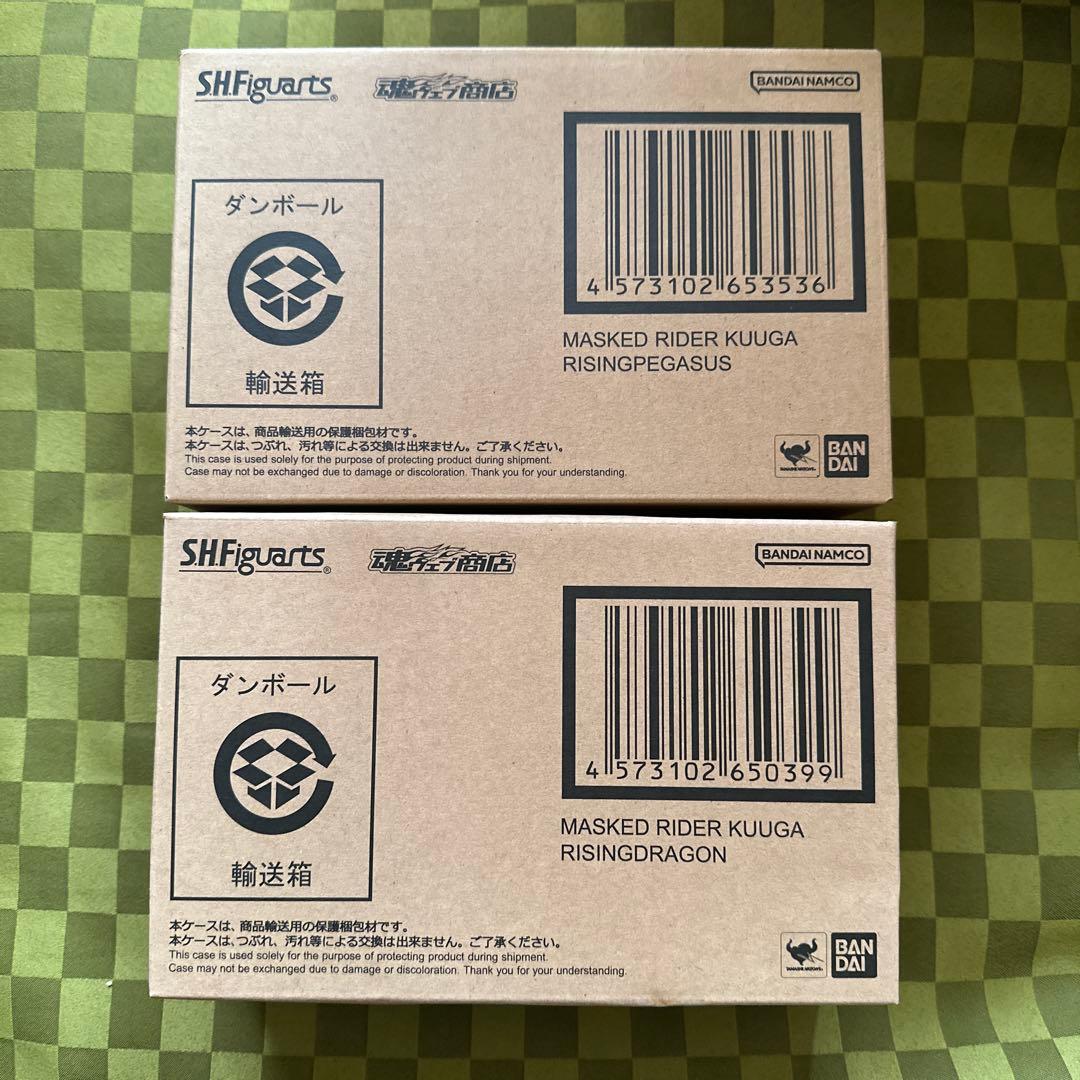 S.H.Figuarts®
魂ウェブ商店
BANDAI NAMCO
ダンボール
輸送箱
4 573102 653536
MASKED RIDER KUUGA
RISINGPEGASUS
本ケースは、商品輸送用の保護梱包材です。
本ケースは、つぶれ、汚れ等による交換は出来ません。ご了承ください。
This case is used solely for the purpose of protecting product during shipment.
Case may not be exchanged due to damage or discoloration. Thank you for your understanding.
TAMASHII NATIONS
BAN
DAI
S.H.Figuarts®
魂ウェブ商店
BANDAI NAMCO
ダンボール
輸送箱
4 573102 650399
MASKED RIDER KUUGA
RISINGDRAGON
本ケースは、商品輸送用の保護梱包材です。
本ケースは、つぶれ、汚れ等による交換は出来ません。ご了承ください。
This case is used solely for the purpose of protecting product during shipment.
Case may not be exchanged due to damage or discoloration. Thank you for your understanding.
TAMASHII NATIONS
BAN
DAI